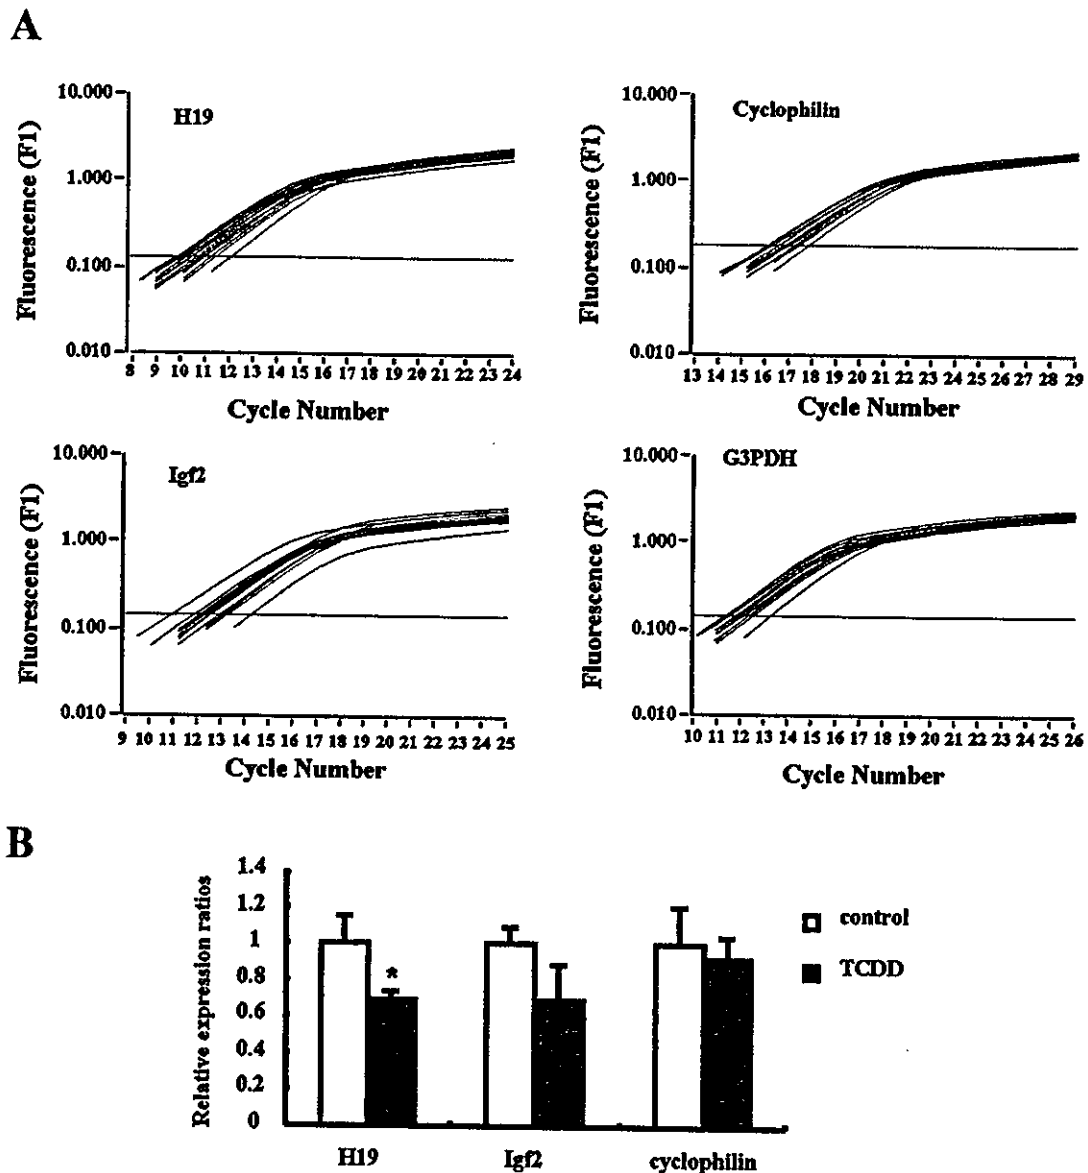 A
H19
10.000
1.000
0.100
0.010
Fluorescence (F1)
8 9 10 11 12 13 14 15 16 17 18 19 20 21 22 23 24
Cycle Number
Cyclophilin
10.000
1.000
0.100
0.010
Fluorescence (F1)
13 14 15 16 17 18 19 20 21 22 23 24 25 26 27 28 29
Cycle Number
Igf2
10.000
1.000
0.100
0.010
Fluorescence (F1)
9 10 11 12 13 14 15 16 17 18 19 20 21 22 23 24 25
Cycle Number
G3PDH
10.000
1.000
0.100
0.010
Fluorescence (F1)
10 11 12 13 14 15 16 17 18 19 20 21 22 23 24 25 26
Cycle Number
B
1.4
1.2
1
0.8
0.6
0.4
0.2
0
Relative expression ratios
*
control
TCDD
H19 Igf2 cyclophilin